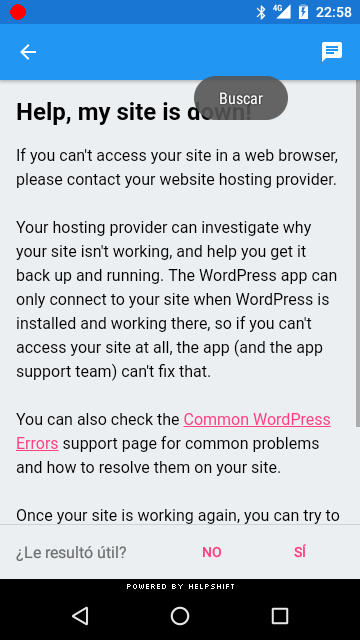 4G 22:58
Buscar
Help, my site is down!
If you can't access your site in a web browser,
please contact your website hosting provider.
Your hosting provider can investigate why
your site isn't working, and help you get it
back up and running. The WordPress app can
only connect to your site when WordPress is
installed and working there, so if you can't
access your site at all, the app (and the app
support team) can't fix that.
You can also check the Common WordPress
Errors support page for common problems
and how to resolve them on your site.
Once your site is working again, you can try to
¿Le resultó útil? NO SÍ
POWERED BY HELPSHIFT